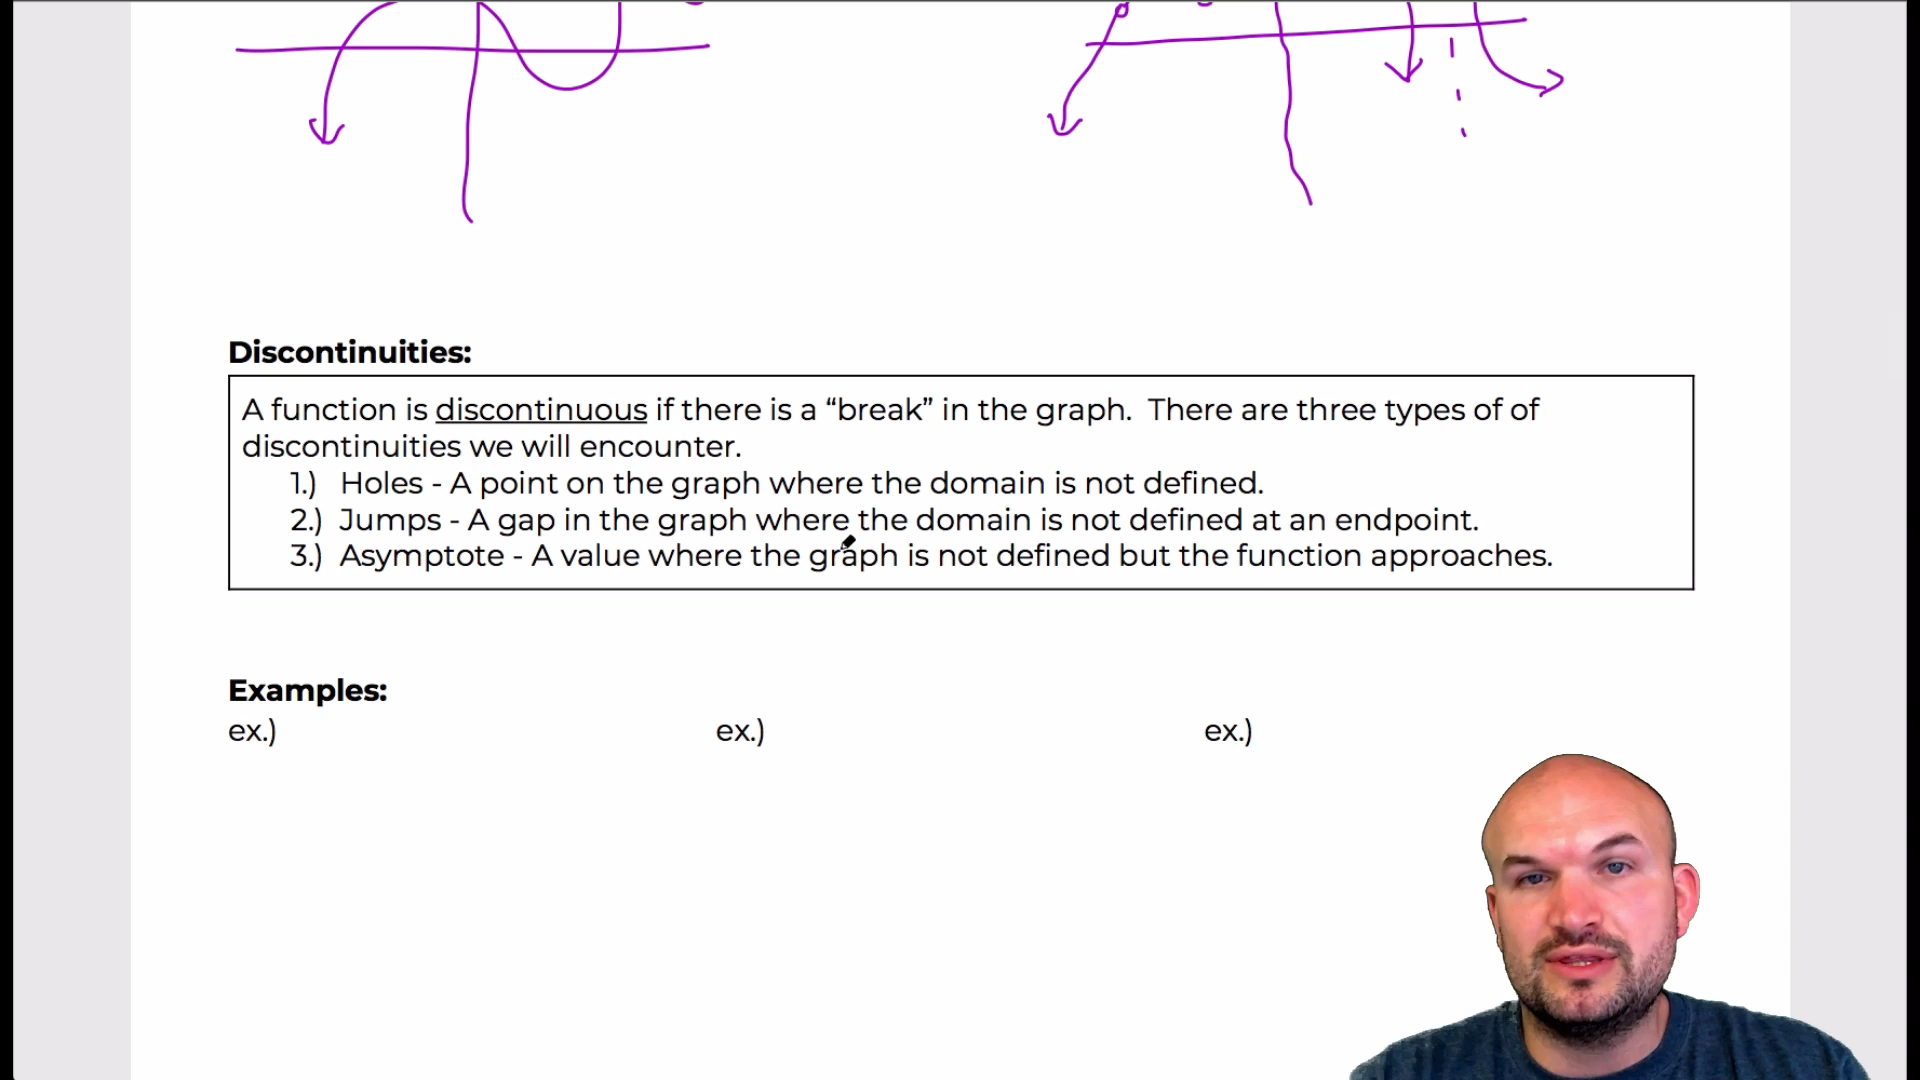 Discontinuities:
A function is discontinuous if there is a “break” in the graph. There are three types of of
discontinuities we will encounter.
1.) Holes - A point on the graph where the domain is not defined.
2.) Jumps - A gap in the graph where the domain is not defined at an endpoint.
3.) Asymptote - A value where the graph is not defined but the function approaches.
Examples:
ex.) ex.) ex.)